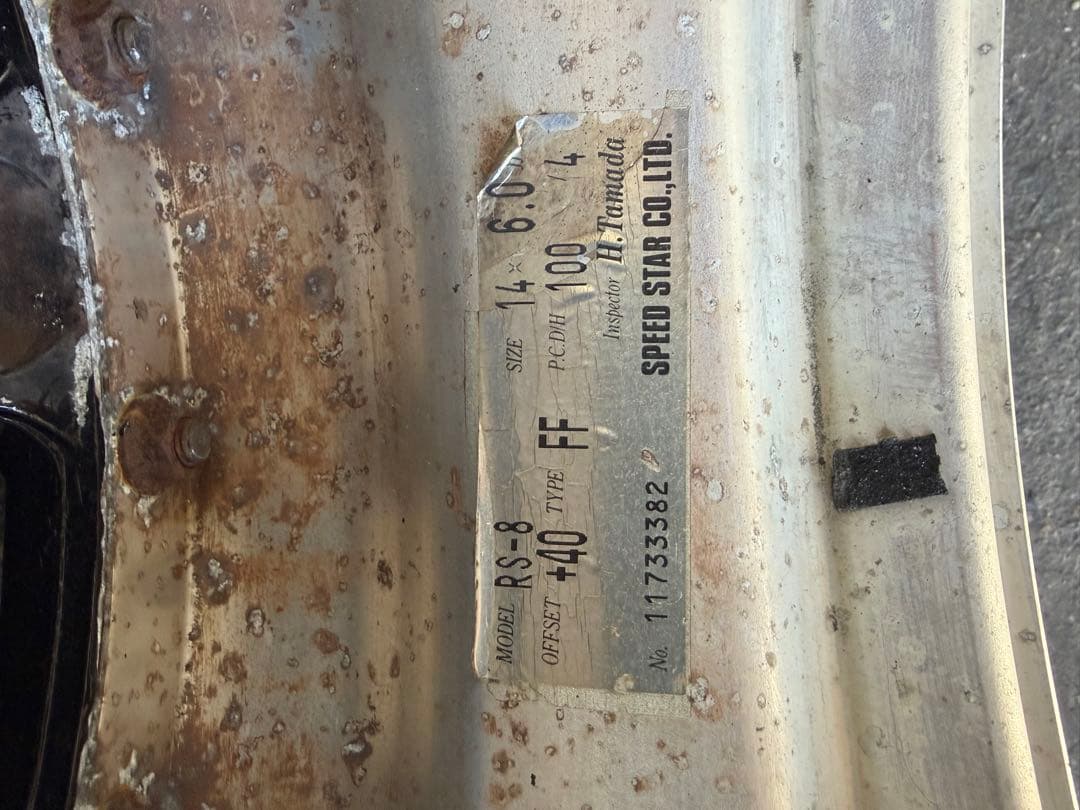 MODEL RS-8 SIZE 14 × 6.0
OFFSET +40 TYPE FF P.C.D/H 100 / 4
Inspector H.Tamada
No. 11733382 SPEED STAR CO.,LTD.